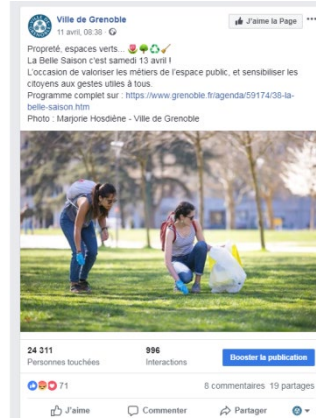 Ville de Grenoble
11 avril, 08:38 ·
J'aime la Page
Propreté, espaces verts...
La Belle Saison c'est samedi 13 avril !
L'occasion de valoriser les métiers de l'espace public, et sensibiliser les
citoyens aux gestes utiles à tous.
Programme complet sur : https://www.grenoble.fr/agenda/59174/38-la-
belle-saison.htm
Photo : Marjorie Hosdiène - Ville de Grenoble
24 311
Personnes touchées
996
Interactions
Booster la publication
71
8 commentaires 19 partages
J'aime
Commenter
Partager